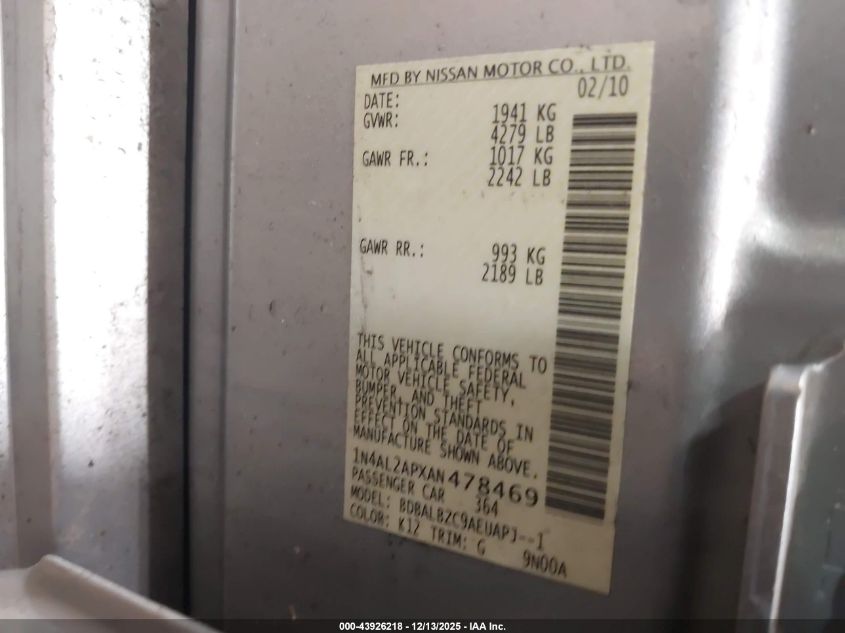 MFD BY NISSAN MOTOR CO., LTD.
DATE: 02/10
GVWR: 1941 KG
4279 LB
GAWR FR.: 1017 KG
2242 LB
GAWR RR.: 993 KG
2189 LB
THIS VEHICLE CONFORMS TO
ALL APPLICABLE FEDERAL
MOTOR VEHICLE SAFETY,
BUMPER, AND THEFT
PREVENTION STANDARDS IN
EFFECT ON THE DATE OF
MANUFACTURE SHOWN ABOVE.
1N4AL2APXAN478469
PASSENGER CAR 364
MODEL: BDBALBZC9AEUAPJ--1
COLOR: K12 TRIM: G 9N00A
000-43926218 - 12/13/2025 - IAA Inc.